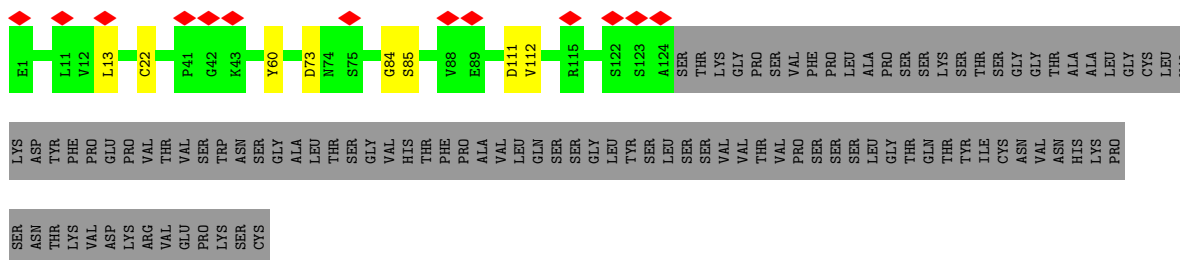 E1 L11 V12 L13 C22 P41 G42 K43 Y60 D73 N74 S75 G84 S85 V88 E89 D111 V112 R115 S122 S123 A124 SER THR LYS GLY PRO SER VAL PHE PRO LEU ALA PRO SER SER LYS SER THR SER GLY GLY THR ALA ALA LEU GLY CYS LEU
LYS ASP TYR PHE PRO GLU PRO VAL THR VAL SER TRP ASN SER GLY ALA LEU THR SER GLY VAL HIS THR PHE PRO ALA VAL LEU GLN SER SER GLY LEU TYR SER LEU SER SER VAL VAL THR VAL PRO SER SER SER LEU GLY THR GLN THR TYR ILE CYS ASN VAL ASN HIS LYS PRO
SER ASN THR LYS VAL ASP LYS ARG VAL GLU PRO LYS SER CYS